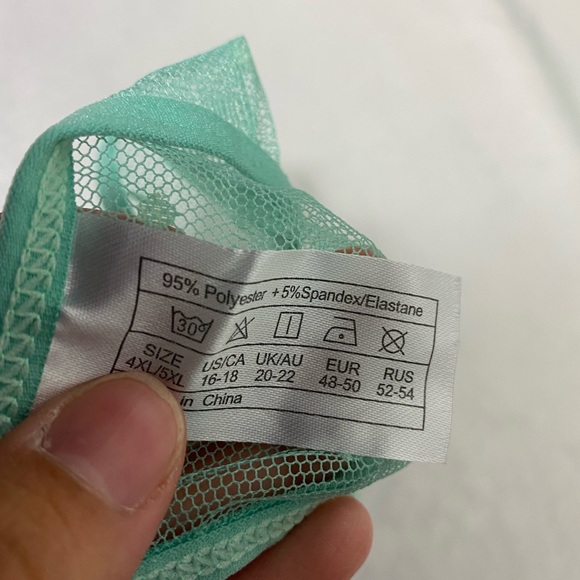 95% Polyester + 5%Spandex/Elastane
30°
SIZE US/CA UK/AU EUR RUS
4XL/5XL 16-18 20-22 48-50 52-54
in China